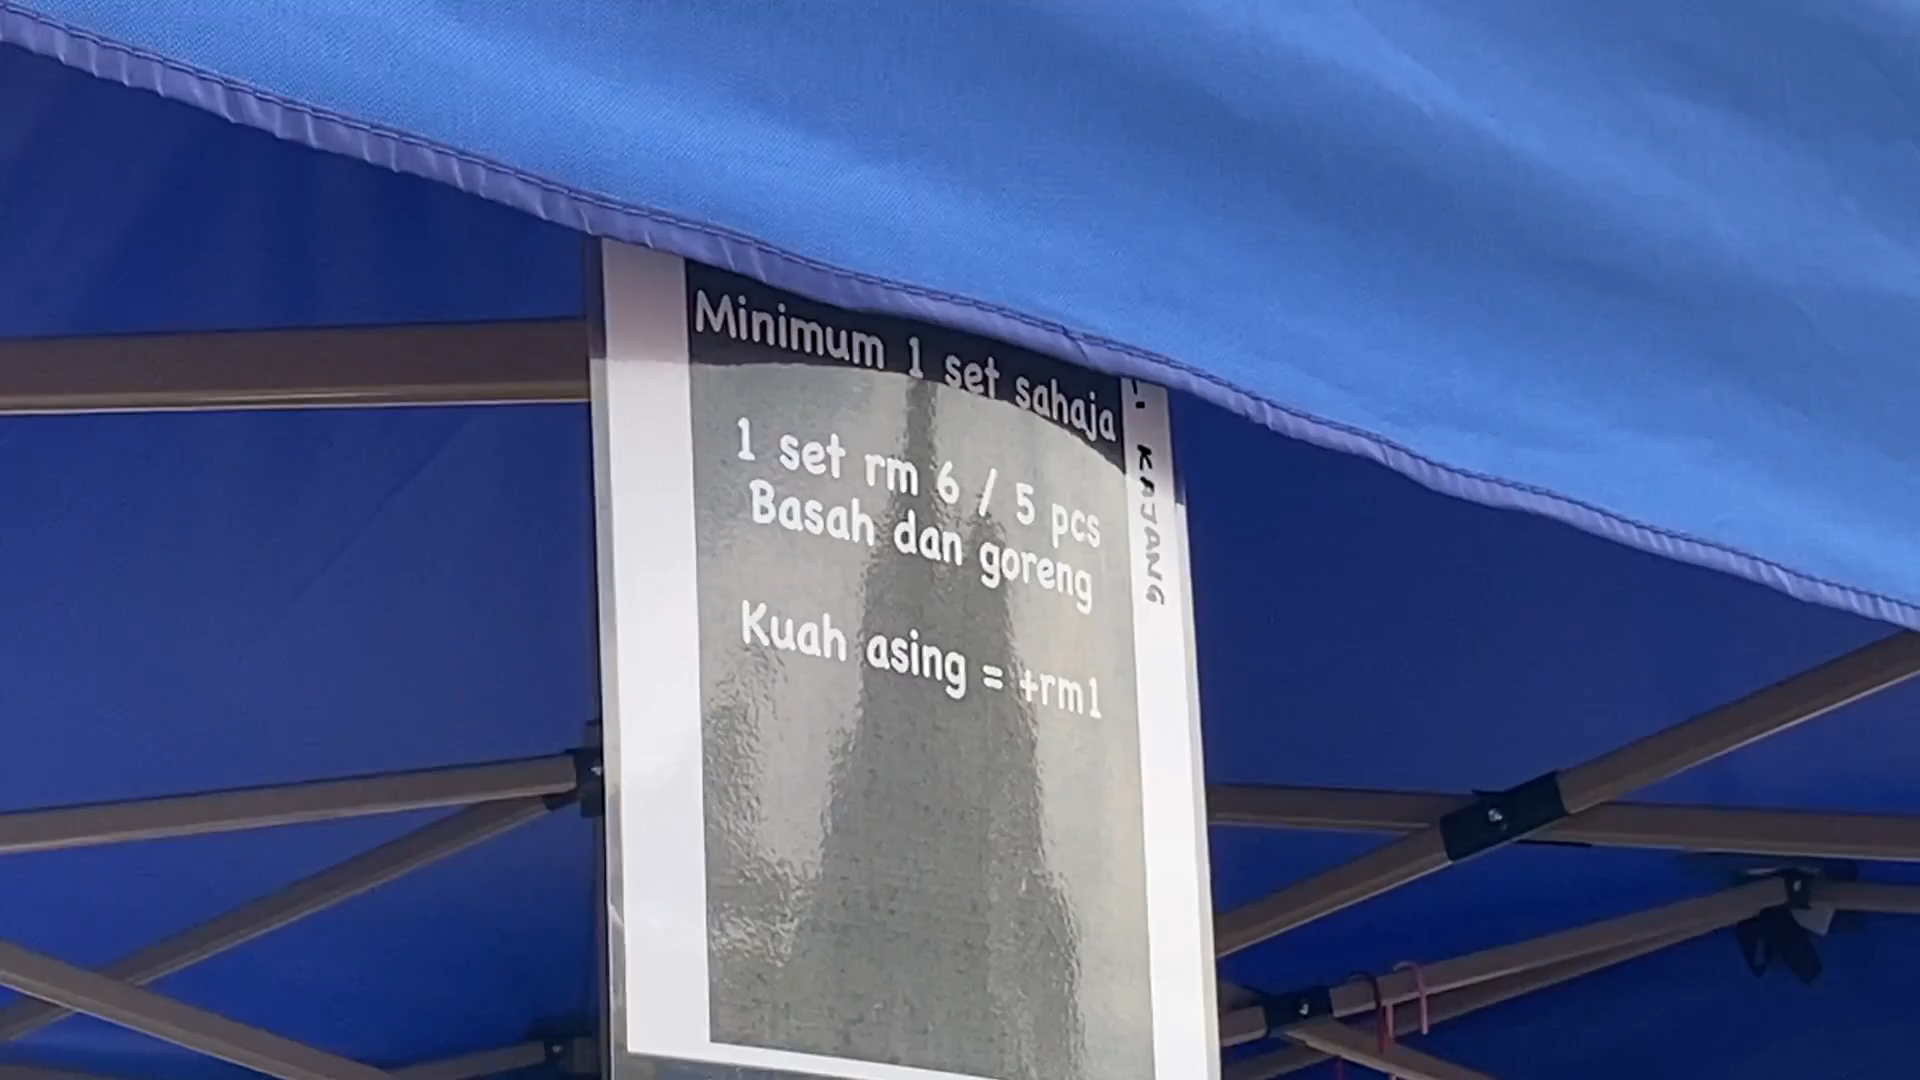 Minimum 1 set sahaja
1 set rm 6 / 5 pcs
Basah dan goreng
Kuah asing = +rm1
KAJANG